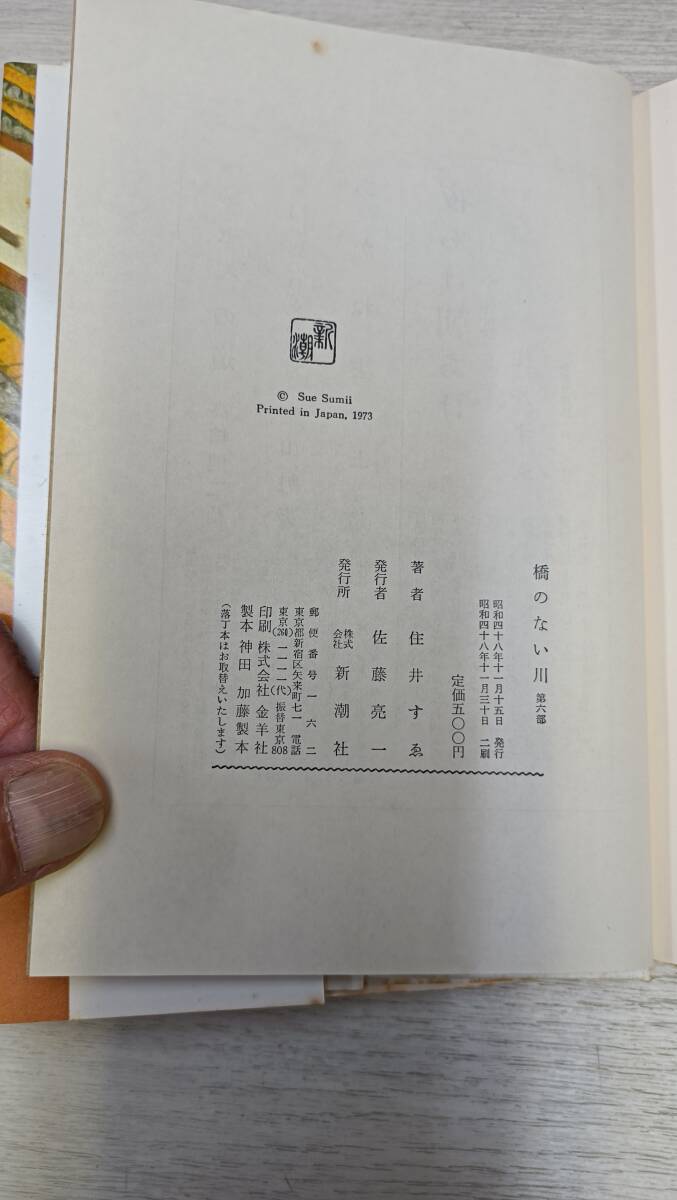 新潮
© Sue Sumii
Printed in Japan, 1973
橋のない川 第六部
昭和四十八年十一月十五日 発行
昭和四十八年十一月三十日 二刷
定価五〇〇円
著者 住井すゑ
発行者 佐藤亮一
発行所 株式会社 新潮社
郵便番号一六二
東京都新宿区矢来町七一 電話
東京(260)一一一一(代) 振替東京808
印刷 株式会社 金羊社
製本 神田 加藤製本
(落丁本はお取替えいたします)